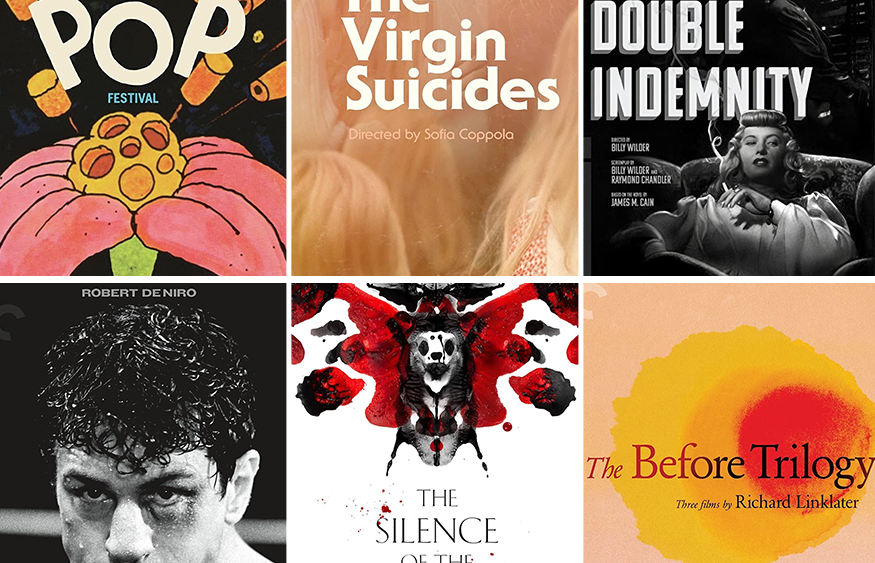 POP
FESTIVAL
The
Virgin
Suicides
Directed by Sofia Coppola
DOUBLE
INDEMNITY
DIRECTED BY
BILLY WILDER
SCREENPLAY BY
BILLY WILDER AND
RAYMOND CHANDLER
BASED ON THE NOVEL BY
JAMES M. CAIN
ROBERT DE NIRO
THE
SILENCE
OF THE
The Before Trilogy
Three films by Richard Linklater